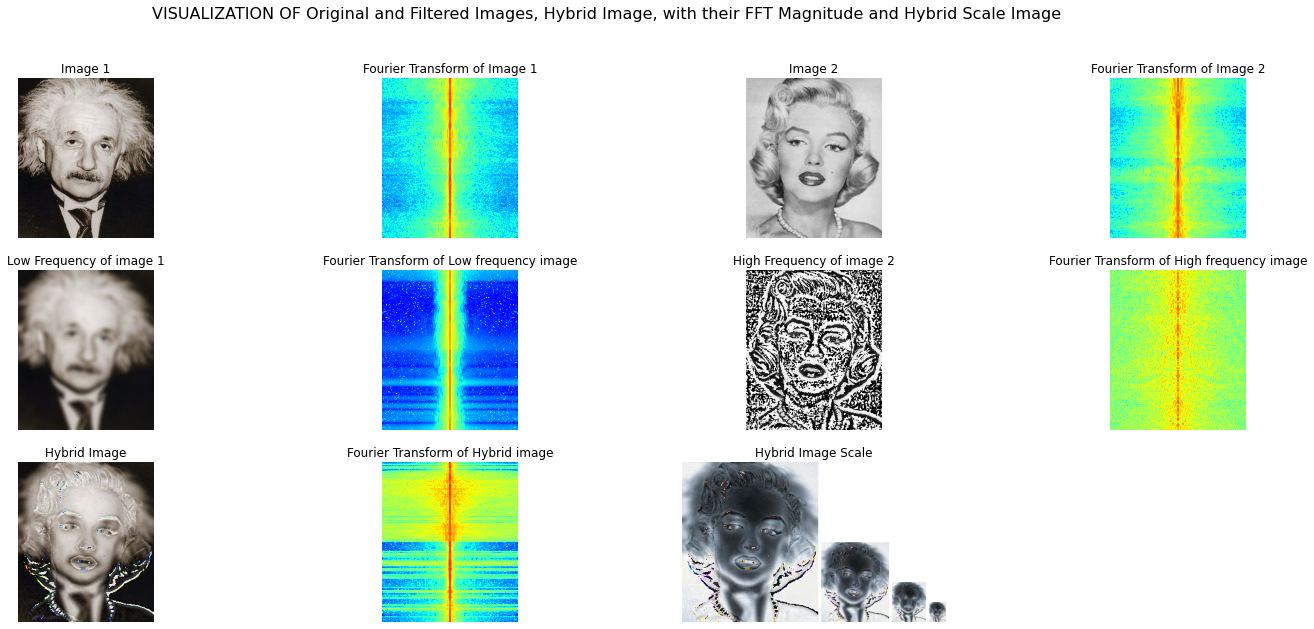 VISUALIZATION OF Original and Filtered Images, Hybrid Image, with their FFT Magnitude and Hybrid Scale Image
Image 1
Fourier Transform of Image 1
Image 2
Fourier Transform of Image 2
Low Frequency of image 1
Fourier Transform of Low frequency image
High Frequency of image 2
Fourier Transform of High frequency image
Hybrid Image
Fourier Transform of Hybrid image
Hybrid Image Scale